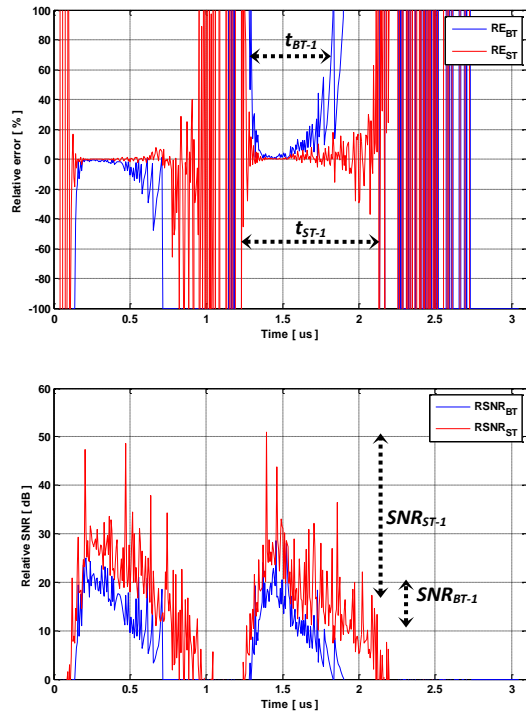 100
80
60
40
20
0
-20
-40
-60
-80
-100
Relative error [ % ]
t_BT-1
t_ST-1
RE_BT
RE_ST
0
0.5
1
1.5
2
2.5
3
Time [ us ]
60
50
40
30
20
10
0
Relative SNR [ dB ]
RSNR_BT
RSNR_ST
SNR_ST-1
SNR_BT-1
0
0.5
1
1.5
2
2.5
3
Time [ us ]